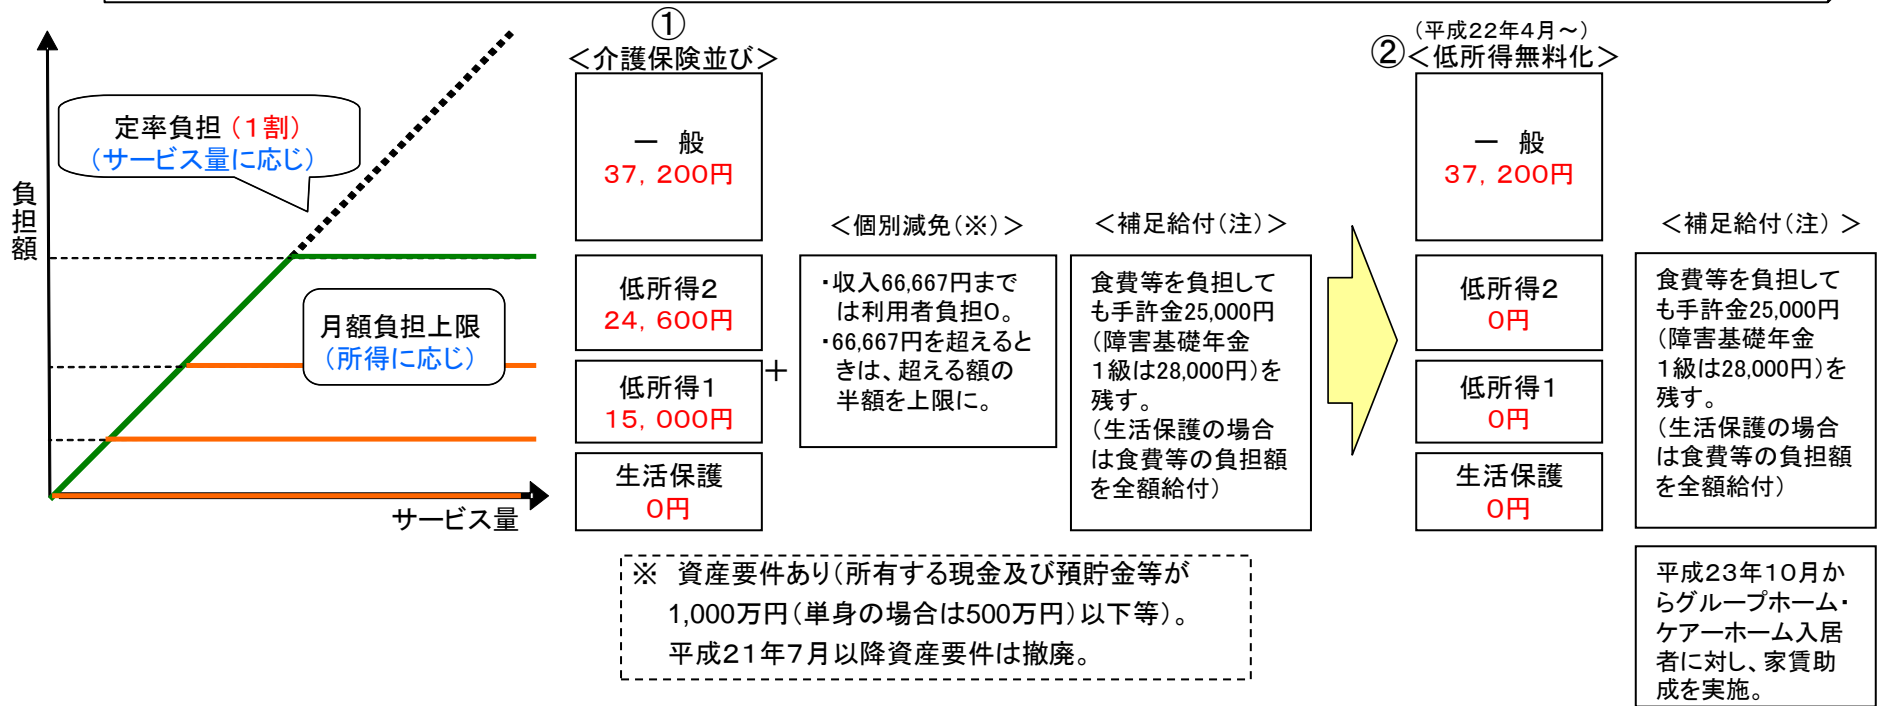 定率負担（１割）
（サービス量に応じ）
負担額
月額負担上限
（所得に応じ）
サービス量
①
＜介護保険並び＞
一　般
３７，２００円
低所得２
２４，６００円
低所得１
１５，０００円
生活保護
０円
＋
＜個別減免（※）＞
・収入66,667円まで
は利用者負担０。
・66,667円を超えると
きは、超える額の
半額を上限に。
＜補足給付（注）＞
食費等を負担して
も手許金25,000円
（障害基礎年金
１級は28,000円）を
残す。
（生活保護の場合
は食費等の負担額
を全額給付）
※　資産要件あり（所有する現金及び預貯金等が
1,000万円（単身の場合は500万円）以下等）。
平成２１年７月以降資産要件は撤廃。
（平成２２年４月～）
②＜低所得無料化＞
一　般
３７，２００円
低所得２
０円
低所得１
０円
生活保護
０円
＜補足給付（注）＞
食費等を負担して
も手許金25,000円
（障害基礎年金
１級は28,000円）を
残す。
（生活保護の場合
は食費等の負担額
を全額給付）
平成２３年１０月か
らグループホーム・
ケアーホーム入居
者に対し、家賃助
成を実施。